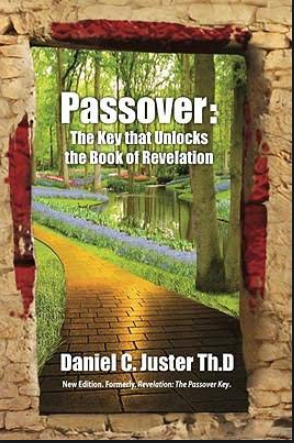 Passover:
The Key that Unlocks
the Book of Revelation
Daniel C. Juster Th.D
New Edition. Formerly, Revelation: The Passover Key.